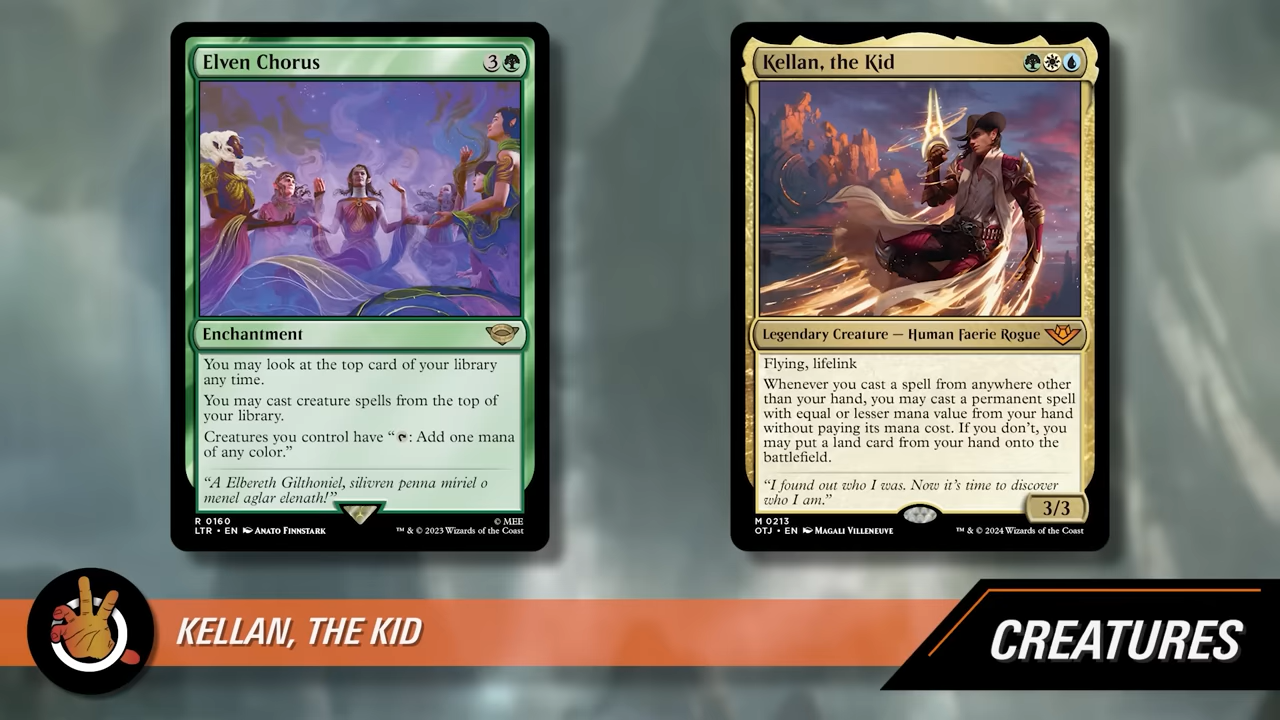 Elven Chorus
3
Enchantment
You may look at the top card of your library
any time.
You may cast creature spells from the top of
your library.
Creatures you control have “ : Add one mana
of any color.”
“A Elbereth Gilthoniel, silivren penna míriel o
menel aglar elenath!”
R 0160
LTR • EN Anato Finnstark
© MEE
™ & © 2023 Wizards of the Coast
Kellan, the Kid
Legendary Creature — Human Faerie Rogue
Flying, lifelink
Whenever you cast a spell from anywhere other
than your hand, you may cast a permanent spell
with equal or lesser mana value from your hand
without paying its mana cost. If you don’t, you
may put a land card from your hand onto the
battlefield.
“I found out who I was. Now it’s time to discover
who I am.”
3/3
M 0213
OTJ • EN Magali Villeneuve
™ & © 2024 Wizards of the Coast
KELLAN, THE KID
CREATURES